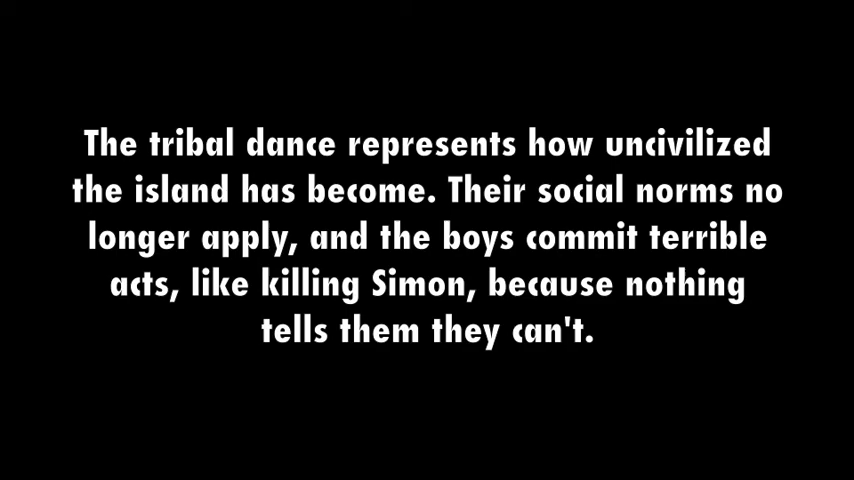 The tribal dance represents how uncivilized
the island has become. Their social norms no
longer apply, and the boys commit terrible
acts, like killing Simon, because nothing
tells them they can't.